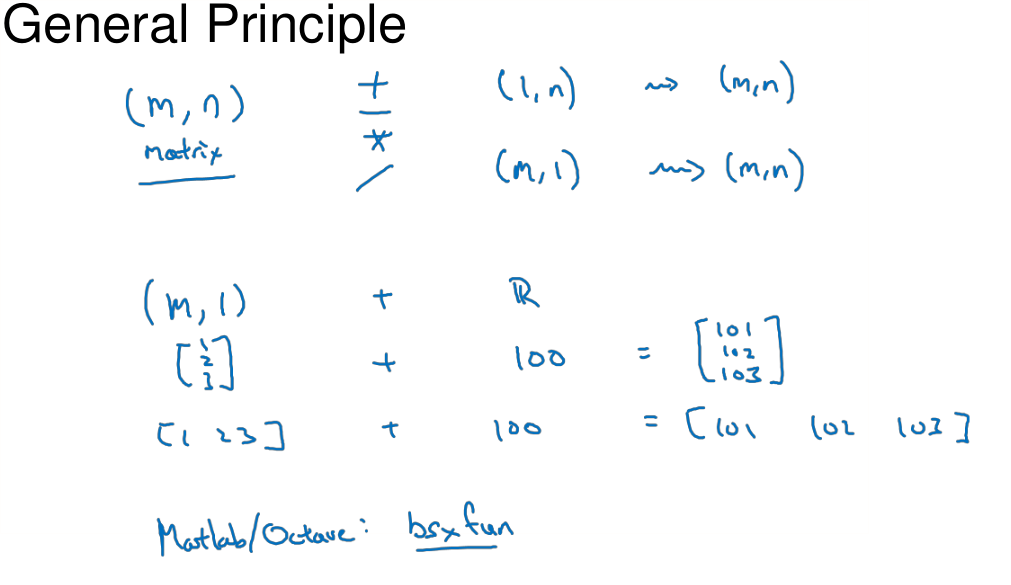 General Principle
(m, n) + (1, n) ⇝ (m, n)
matrix - *
/ (m, 1) ⇝ (m, n)
(m, 1) + ℝ
[1 2 3] + 100 = [101 102 103]
[1 2 3] + 100 = [101 102 103]
Matlab/Octave: bsxfun